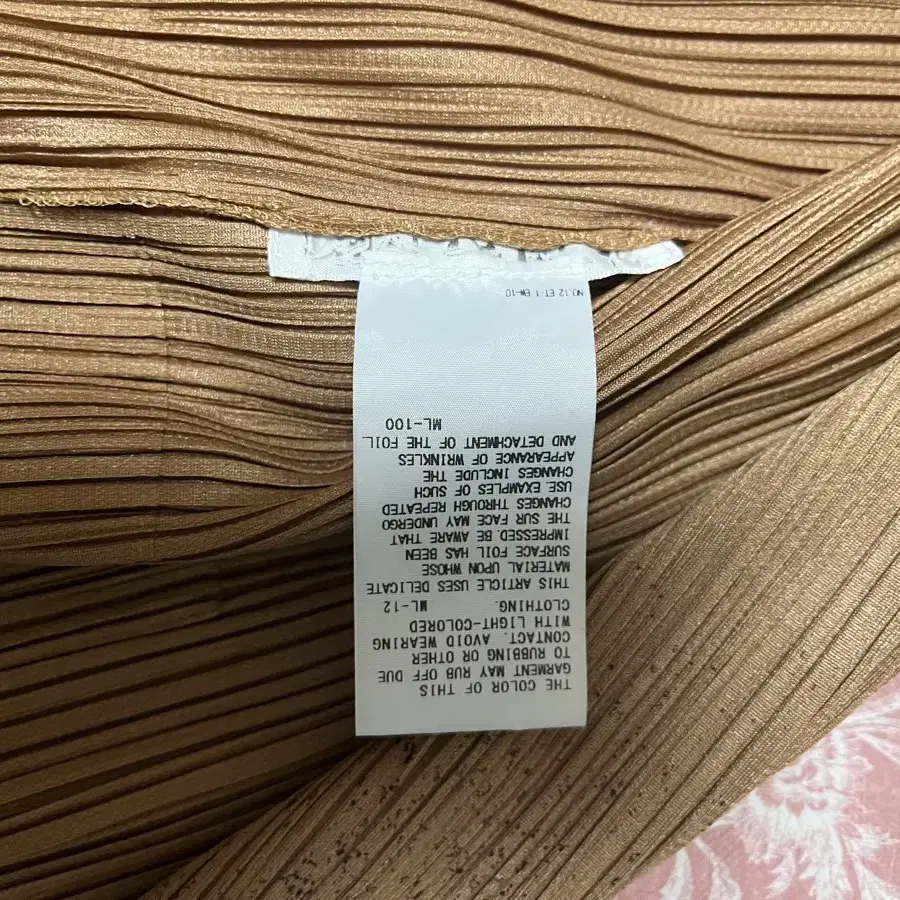 THE COLOR OF THIS
GARMENT MAY RUB OFF DUE
TO RUBBING OR OTHER
CONTACT. AVOID WEARING
WITH LIGHT-COLORED
CLOTHING. ML-12
THIS ARTICLE USES DELICATE
MATERIAL UPON WHOSE
SURFACE FOIL HAS BEEN
IMPRESSED. BE AWARE THAT
THE SUR FACE MAY UNDERGO
CHANGES THROUGH REPEATED
USE. EXAMPLES OF SUCH
CHANGES INCLUDE THE
APPEARANCE OF WRINKLES
AND DETACHMENT OF THE FOIL.
ML-100
NO.12 ET-1 EW-10